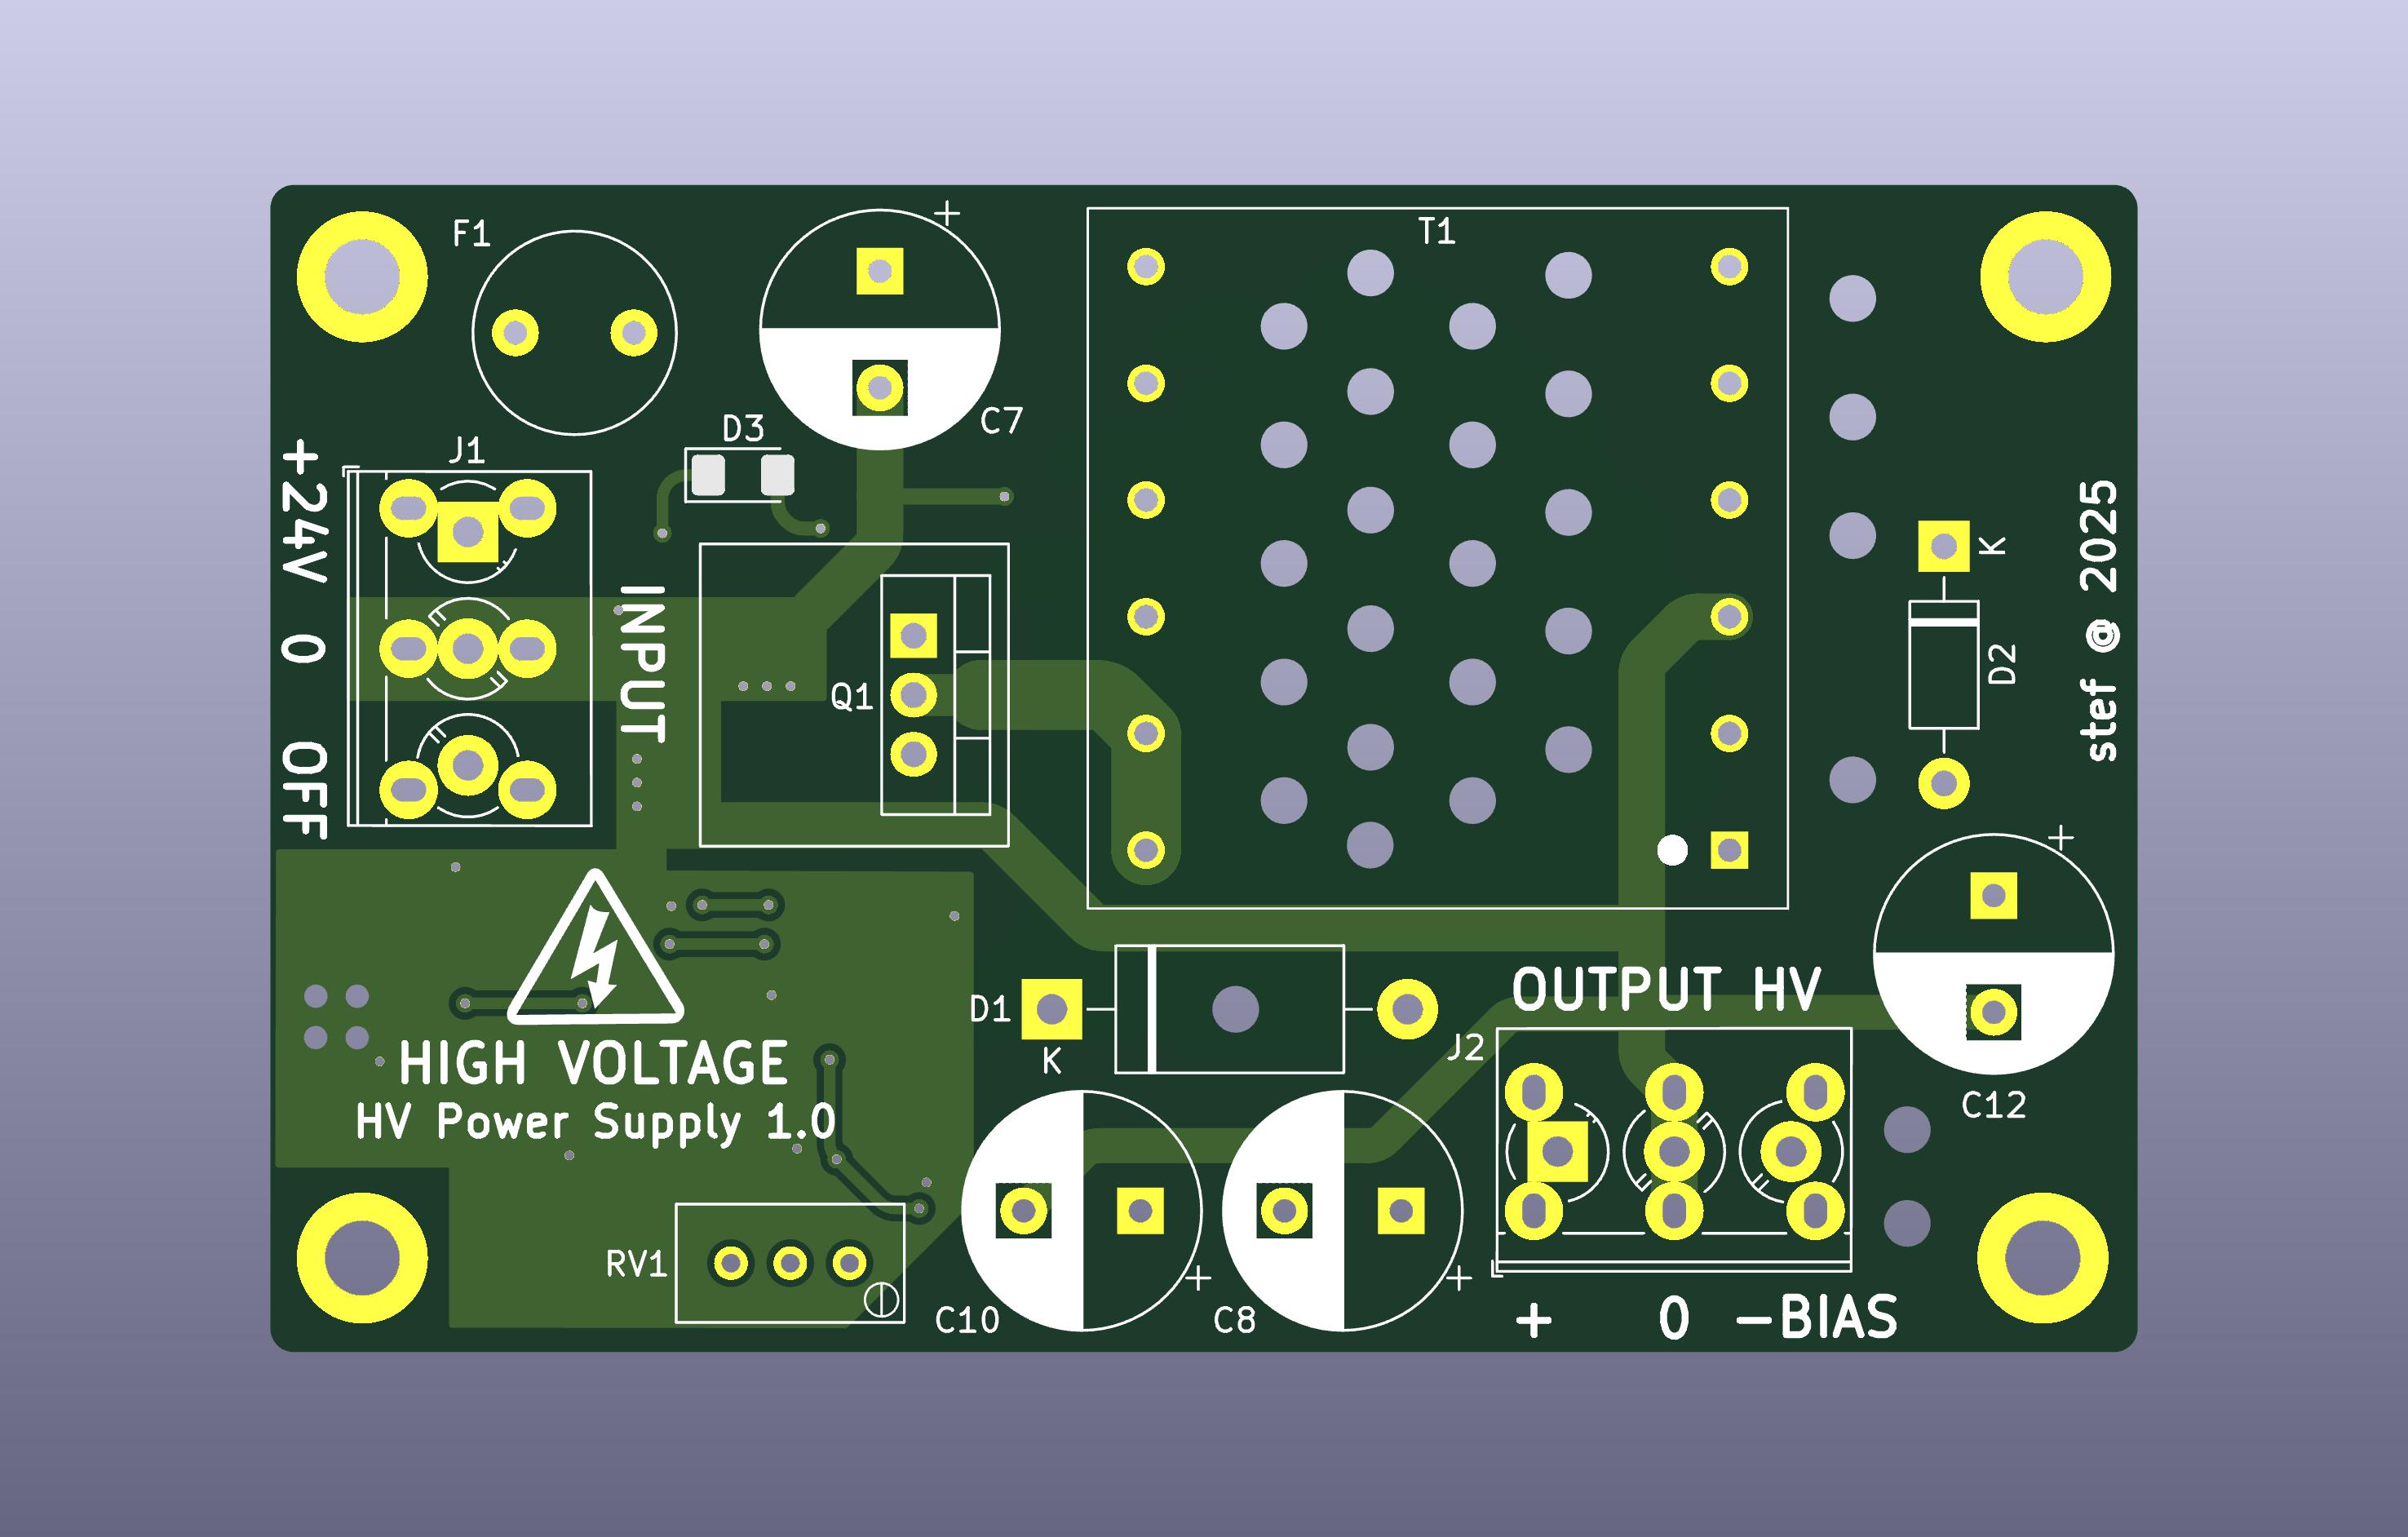 F1
+
T1
C7
D3
J1
+24V
0
OFF
INPUT
Q1
K
D2
stef @ 2025
+
D1
K
OUTPUT HV
J2
C12
HIGH VOLTAGE
HV Power Supply 1.0
RV1
C10
+
C8
+
+ 0 -BIAS